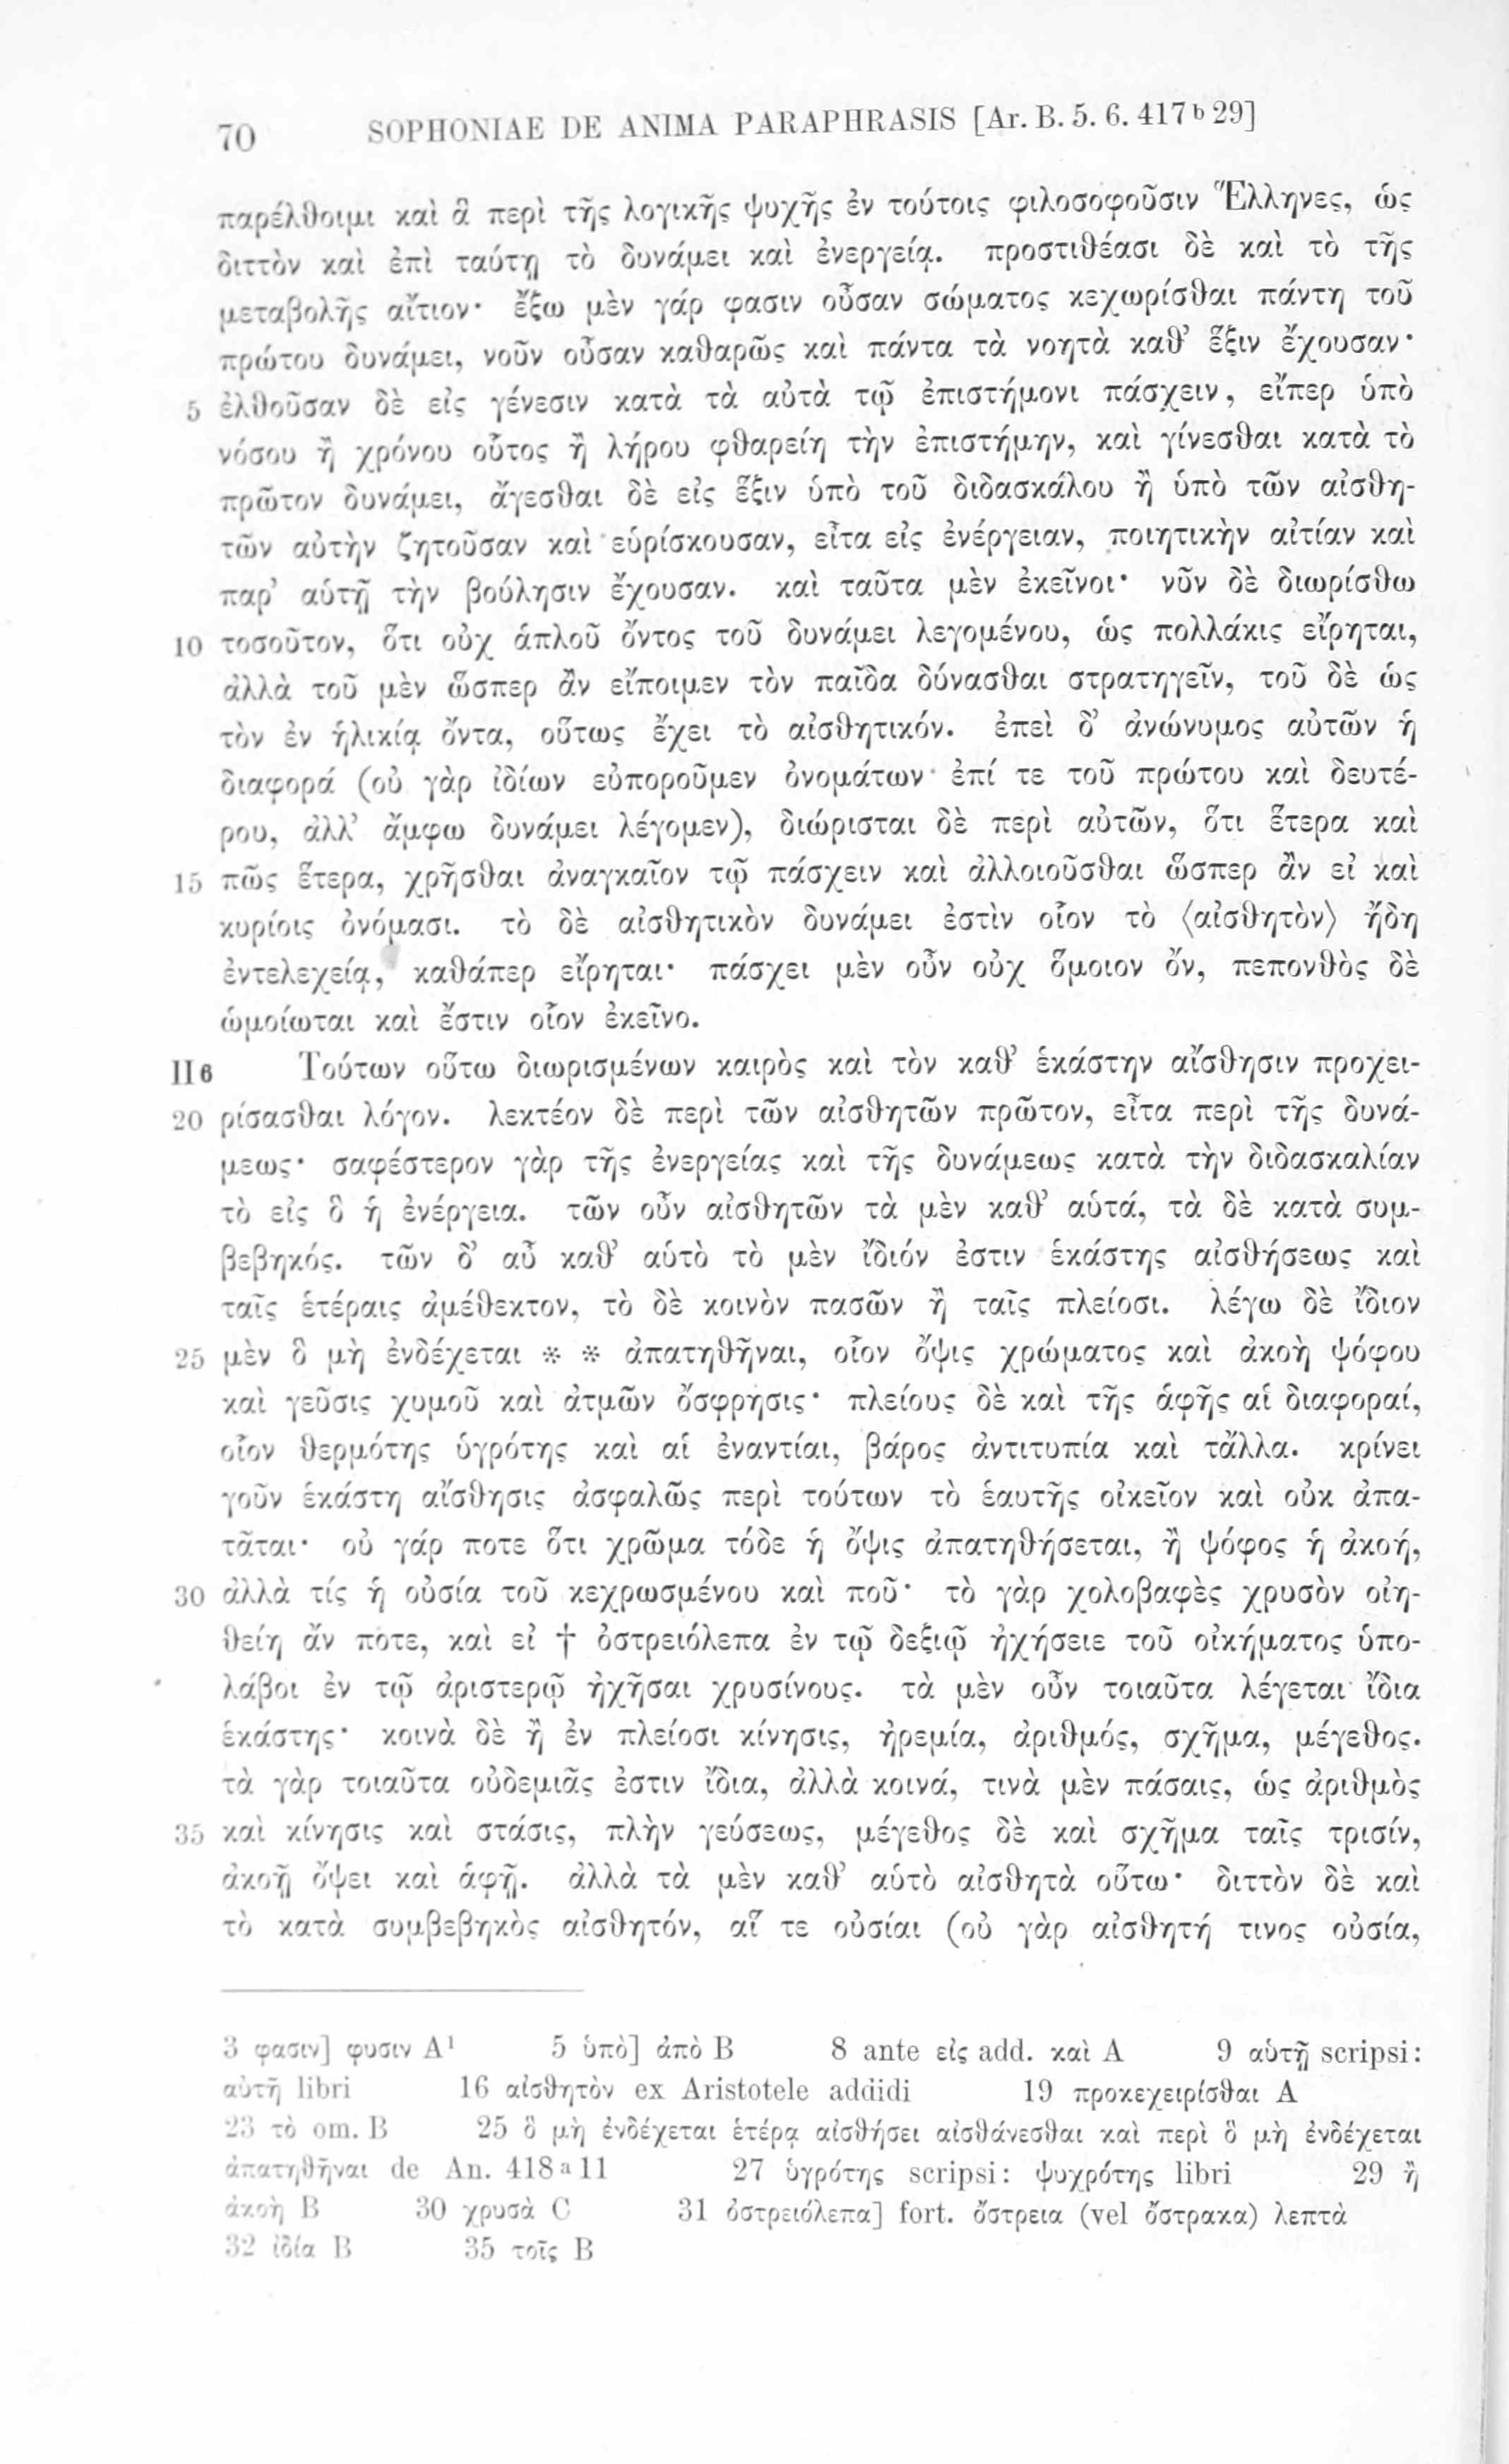 70 SOPHONIAE DE ANIMA PARAPHRASIS [Ar. B. 5. 6. 417ᵇ 29]
παρέλθοιμι καὶ ἃ περὶ τῆς λογικῆς ψυχῆς ἐν τούτοις φιλοσοφοῦσιν Ἕλληνες, ὡς
διττὸν καὶ ἐπὶ ταύτῃ τὸ δυνάμει καὶ ἐνεργείᾳ. προστιθέασι δὲ καὶ τὸ τῆς
μεταβολῆς αἴτιον· ἔξω μὲν γάρ φασιν οὖσαν σώματος κεχωρίσθαι πάντη τοῦ
πρώτου δυνάμει, νοῦν οὖσαν καθαρῶς καὶ πάντα τὰ νοητὰ καθ’ ἕξιν ἔχουσαν·
5 ἐλθοῦσαν δὲ εἰς γένεσιν κατὰ τὰ αὐτὰ τῷ ἐπιστήμονι πάσχειν, εἴπερ ὑπὸ
νόσου ἢ χρόνου οὗτος ἢ λήρου φθαρείη τὴν ἐπιστήμην, καὶ γίνεσθαι κατὰ τὸ
πρῶτον δυνάμει, ἄγεσθαι δὲ εἰς ἕξιν ὑπὸ τοῦ διδασκάλου ἢ ὑπὸ τῶν αἰσθη-
τῶν αὐτὴν ζητοῦσαν καὶ εὑρίσκουσαν, εἶτα εἰς ἐνέργειαν, ποιητικὴν αἰτίαν καὶ
παρ’ αὑτῇ τὴν βούλησιν ἔχουσαν. καὶ ταῦτα μὲν ἐκεῖνοι· νῦν δὲ διωρίσθω
10 τοσοῦτον, ὅτι οὐχ ἁπλοῦ ὄντος τοῦ δυνάμει λεγομένου, ὡς πολλάκις εἴρηται,
ἀλλὰ τοῦ μὲν ὥσπερ ἂν εἴποιμεν τὸν παῖδα δύνασθαι στρατηγεῖν, τοῦ δὲ ὡς
τὸν ἐν ἡλικίᾳ ὄντα, οὕτως ἔχει τὸ αἰσθητικόν. ἐπεὶ δ’ ἀνώνυμος αὐτῶν ἡ
διαφορά (οὐ γὰρ ἰδίων εὐποροῦμεν ὀνομάτων ἐπί τε τοῦ πρώτου καὶ δευτέ-
ρου, ἀλλ’ ἄμφω δυνάμει λέγομεν), διώρισται δὲ περὶ αὐτῶν, ὅτι ἕτερα καὶ
15 πῶς ἕτερα, χρῆσθαι ἀναγκαῖον τῷ πάσχειν καὶ ἀλλοιοῦσθαι ὥσπερ ἂν εἰ καὶ
κυρίοις ὀνόμασι. τὸ δὲ αἰσθητικὸν δυνάμει ἐστὶν οἷον τὸ ⟨αἰσθητὸν⟩ ἤδη
ἐντελεχείᾳ, καθάπερ εἴρηται· πάσχει μὲν οὖν οὐχ ὅμοιον ὄν, πεπονθὸς δὲ
ὡμοίωται καὶ ἔστιν οἷον ἐκεῖνο.
II 6 Τούτων οὕτω διωρισμένων καιρὸς καὶ τὸν καθ’ ἑκάστην αἴσθησιν προχει-
20 ρίσασθαι λόγον. λεκτέον δὲ περὶ τῶν αἰσθητῶν πρῶτον, εἶτα περὶ τῆς δυνά-
μεως· σαφέστερον γὰρ τῆς ἐνεργείας καὶ τῆς δυνάμεως κατὰ τὴν διδασκαλίαν
τὸ εἰς ὃ ἡ ἐνέργεια. τῶν οὖν αἰσθητῶν τὰ μὲν καθ’ αὑτά, τὰ δὲ κατὰ συμ-
βεβηκός. τῶν δ’ αὖ καθ’ αὑτὸ τὸ μὲν ἴδιόν ἐστιν ἑκάστης αἰσθήσεως καὶ
ταῖς ἑτέραις ἀμέθεκτον, τὸ δὲ κοινὸν πασῶν ἢ ταῖς πλείοσι. λέγω δὲ ἴδιον
25 μὲν ὃ μὴ ἐνδέχεται * * ἀπατηθῆναι, οἷον ὄψις χρώματος καὶ ἀκοὴ ψόφου
καὶ γεῦσις χυμοῦ καὶ ἀτμῶν ὄσφρησις· πλείους δὲ καὶ τῆς ἁφῆς αἱ διαφοραί,
οἷον θερμότης ὑγρότης καὶ αἱ ἐναντίαι, βάρος ἀντιτυπία καὶ τἄλλα. κρίνει
γοῦν ἑκάστη αἴσθησις ἀσφαλῶς περὶ τούτων τὸ ἑαυτῆς οἰκεῖον καὶ οὐκ ἀπα-
τᾶται· οὐ γάρ ποτε ὅτι χρῶμα τόδε ἡ ὄψις ἀπατηθήσεται, ἢ ψόφος ἡ ἀκοή,
30 ἀλλὰ τίς ἡ οὐσία τοῦ κεχρωσμένου καὶ ποῦ· τὸ γὰρ χολοβαφὲς χρυσὸν οἰη-
θείη ἄν ποτε, καὶ εἰ † ὀστρειόλεπα ἐν τῷ δεξιῷ ἠχήσειε τοῦ οἰκήματος ὑπο-
λάβοι ἐν τῷ ἀριστερῷ ἠχῆσαι χρυσίνους. τὰ μὲν οὖν τοιαῦτα λέγεται ἴδια
ἑκάστης· κοινὰ δὲ ἢ ἐν πλείοσι κίνησις, ἠρεμία, ἀριθμός, σχῆμα, μέγεθος.
τὰ γὰρ τοιαῦτα οὐδεμιᾶς ἐστιν ἴδια, ἀλλὰ κοινά, τινὰ μὲν πάσαις, ὡς ἀριθμὸς
35 καὶ κίνησις καὶ στάσις, πλὴν γεύσεως, μέγεθος δὲ καὶ σχῆμα ταῖς τρισίν,
ἀκοῇ ὄψει καὶ ἁφῇ. ἀλλὰ τὰ μὲν καθ’ αὑτὸ αἰσθητὰ οὕτω· διττὸν δὲ καὶ
τὸ κατὰ συμβεβηκὸς αἰσθητόν, αἵ τε οὐσίαι (οὐ γὰρ αἰσθητή τινος οὐσία,
3 φασιν] φυσιν A¹ 5 ὑπὸ] ἀπὸ B 8 ante εἰς add. καὶ A 9 αὑτῇ scripsi:
αὐτῆ libri 16 αἰσθητὸν ex Aristotele addidi 19 προκεχειρίσθαι A
23 τὸ om. B 25 ὃ μὴ ἐνδέχεται ἑτέρᾳ αἰσθήσει αἰσθάνεσθαι καὶ περὶ ὃ μὴ ἐνδέχεται
ἀπατηθῆναι de An. 418ᵃ 11 27 ὑγρότης scripsi: ψυχρότης libri 29 ἢ
ἀκοὴ B 30 χρυσὰ C 31 ὀστρειόλεπα] fort. ὄστρεια (vel ὄστρακα) λεπτὰ
32 ἰδία B 35 τοῖς B